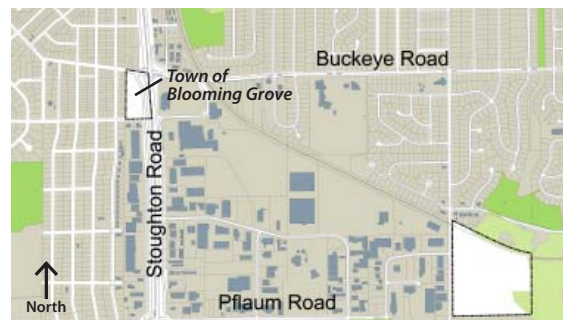 Buckeye Road
Town of
Blooming Grove
Stoughton Road
North
Pflaum Road